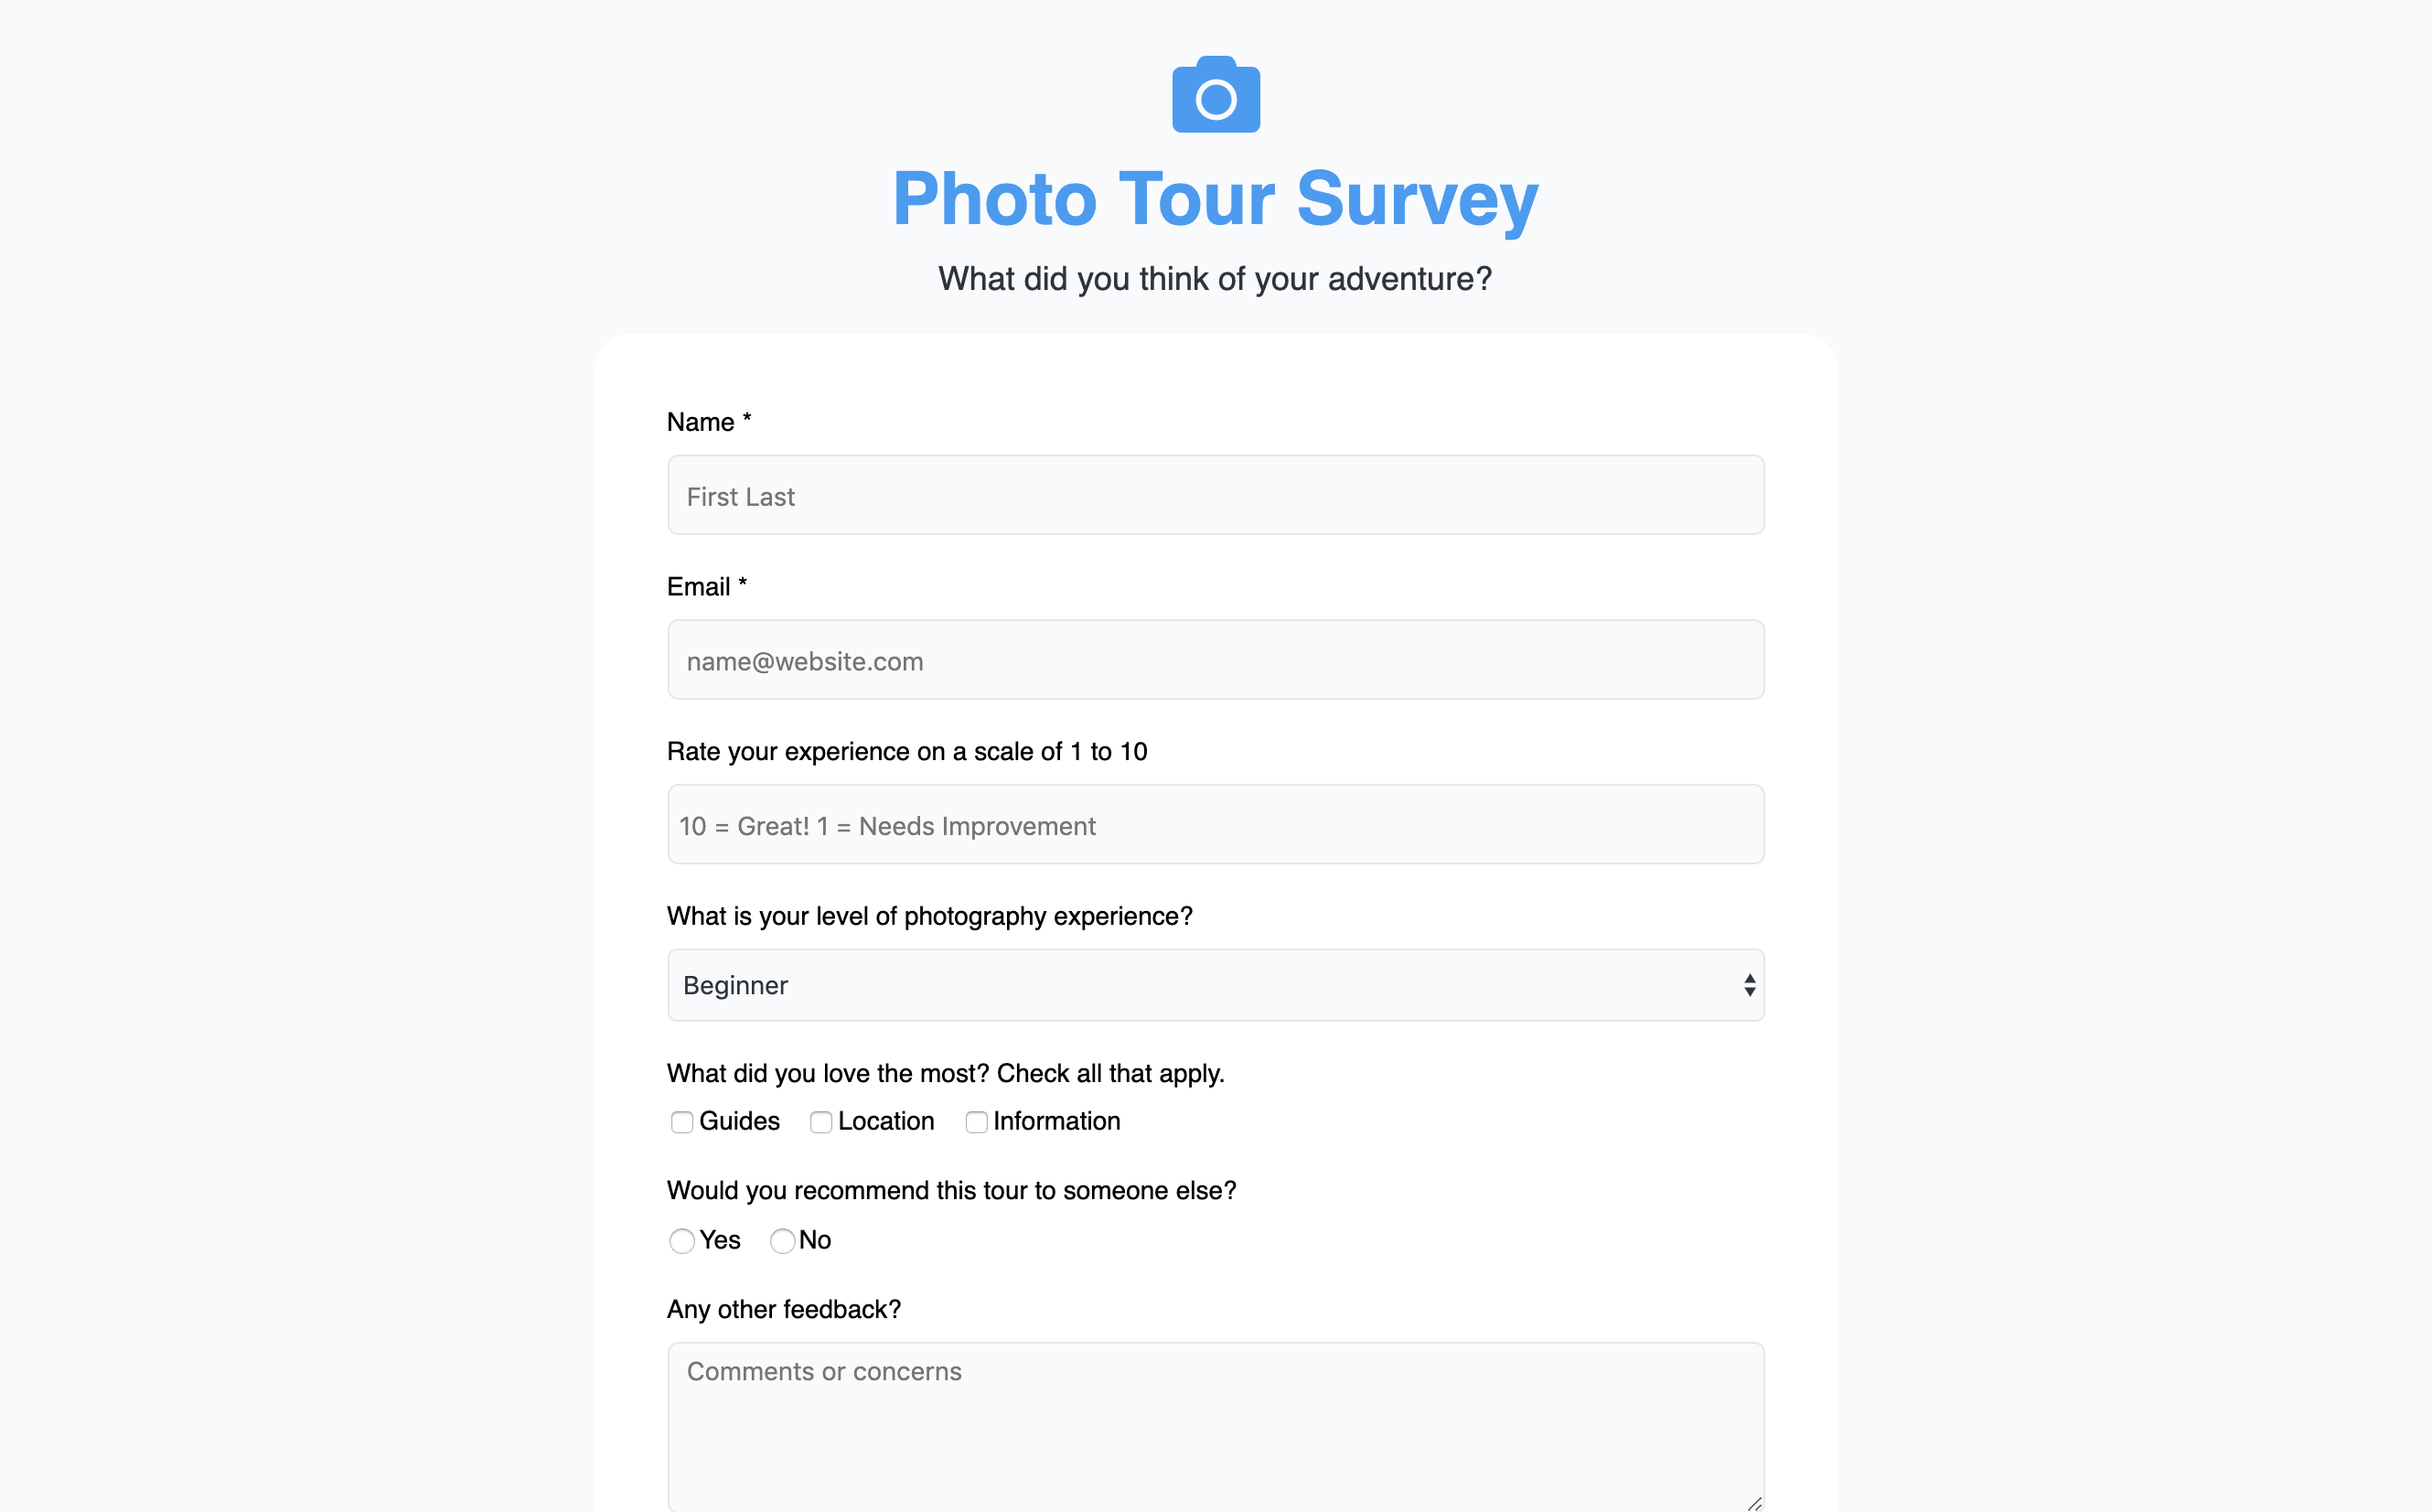 Photo Tour Survey
What did you think of your adventure?
Name *
First Last
Email *
name@website.com
Rate your experience on a scale of 1 to 10
10 = Great! 1 = Needs Improvement
What is your level of photography experience?
Beginner
What did you love the most? Check all that apply.
Guides Location Information
Would you recommend this tour to someone else?
Yes No
Any other feedback?
Comments or concerns